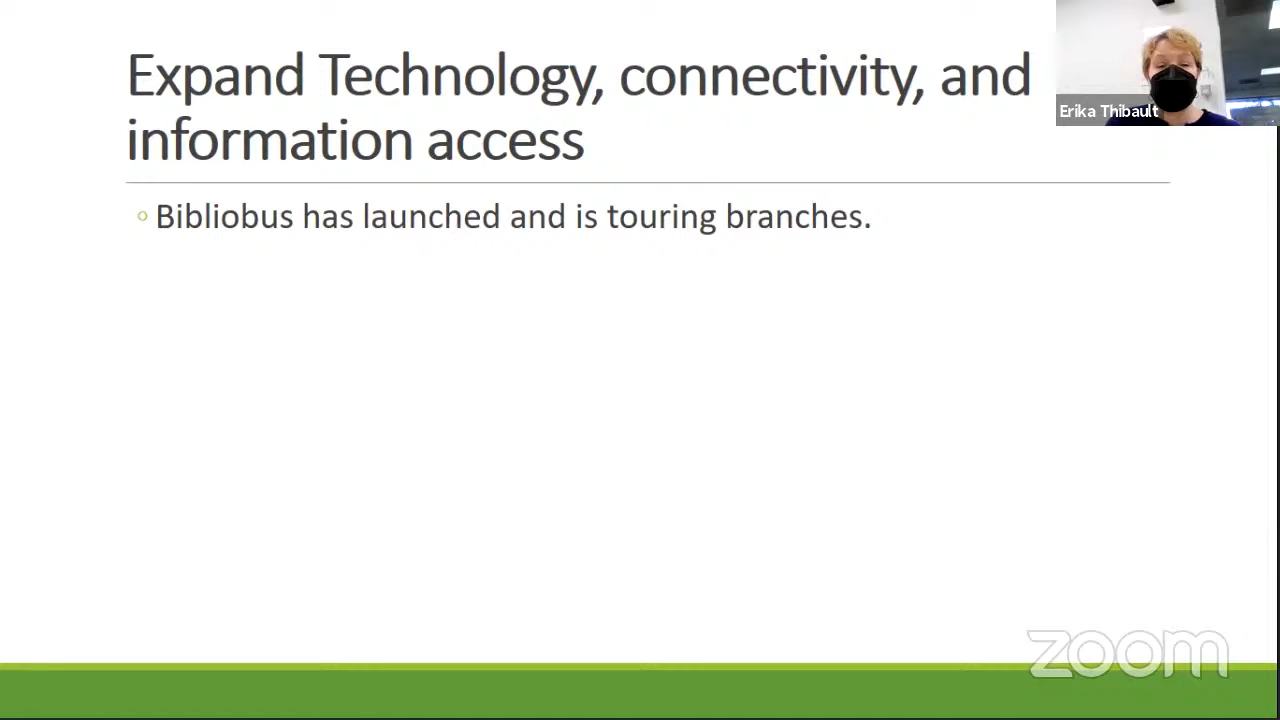 Expand Technology, connectivity, and
information access
Erika Thibault
Bibliobus has launched and is touring branches.
zoom